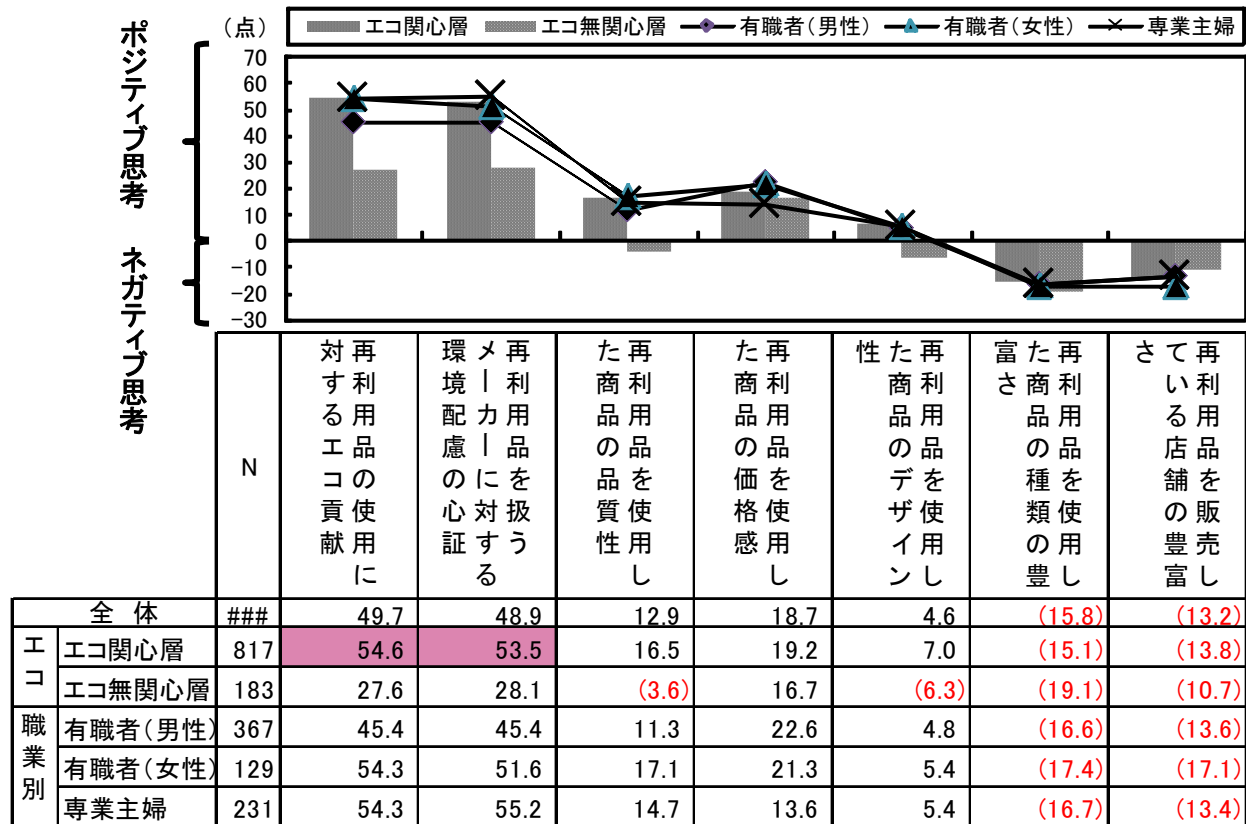 (点)
エコ関心層 エコ無関心層 有職者(男性) 有職者(女性) 専業主婦
ポジティブ思考
ネガティブ思考
70
60
50
40
30
20
10
0
-10
-20
-30
N
再利用品の使用に
対するエコ貢献
再利用品を扱う
メーカーに対する
環境配慮の心証
再利用品を使用し
た商品の品質性
再利用品を使用し
た商品の価格感
再利用品を使用し
た商品のデザイン
性
再利用品を使用し
た商品の種類の豊
富さ
再利用品を販売し
ている店舗の豊富
さ
全 体 ### 49.7 48.9 12.9 18.7 4.6 (15.8) (13.2)
エコ
エコ関心層 817 54.6 53.5 16.5 19.2 7.0 (15.1) (13.8)
エコ無関心層 183 27.6 28.1 (3.6) 16.7 (6.3) (19.1) (10.7)
職業別
有職者(男性) 367 45.4 45.4 11.3 22.6 4.8 (16.6) (13.6)
有職者(女性) 129 54.3 51.6 17.1 21.3 5.4 (17.4) (17.1)
専業主婦 231 54.3 55.2 14.7 13.6 5.4 (16.7) (13.4)